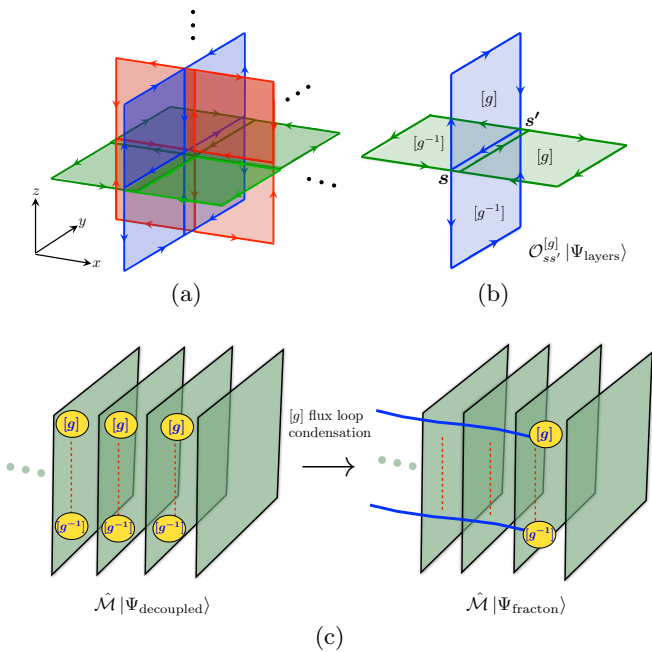 z
y
x
(a)
[g]
s'
[g⁻¹]
[g]
s
[g⁻¹]
𝒪_{ss'}^{[g]} |Ψ_layers⟩
(b)
[g] [g] [g]
[g⁻¹] [g⁻¹] [g⁻¹]
ℳ̂ |Ψ_decoupled⟩
[g] flux loop
condensation
[g]
[g⁻¹]
ℳ̂ |Ψ_fracton⟩
(c)